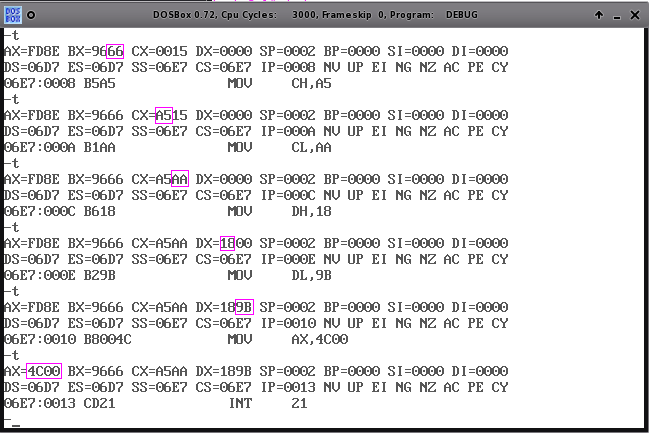 DOS BOX DOSBox 0.72, Cpu Cycles: 3000, Frameskip 0, Program: DEBUG
-t
AX=FD8E BX=9666 CX=0015 DX=0000 SP=0002 BP=0000 SI=0000 DI=0000
DS=06D7 ES=06D7 SS=06E7 CS=06E7 IP=0008 NV UP EI NG NZ AC PE CY
06E7:0008 B5A5 MOV CH,A5
-t
AX=FD8E BX=9666 CX=A515 DX=0000 SP=0002 BP=0000 SI=0000 DI=0000
DS=06D7 ES=06D7 SS=06E7 CS=06E7 IP=000A NV UP EI NG NZ AC PE CY
06E7:000A B1AA MOV CL,AA
-t
AX=FD8E BX=9666 CX=A5AA DX=0000 SP=0002 BP=0000 SI=0000 DI=0000
DS=06D7 ES=06D7 SS=06E7 CS=06E7 IP=000C NV UP EI NG NZ AC PE CY
06E7:000C B618 MOV DH,18
-t
AX=FD8E BX=9666 CX=A5AA DX=1800 SP=0002 BP=0000 SI=0000 DI=0000
DS=06D7 ES=06D7 SS=06E7 CS=06E7 IP=000E NV UP EI NG NZ AC PE CY
06E7:000E B29B MOV DL,9B
-t
AX=FD8E BX=9666 CX=A5AA DX=189B SP=0002 BP=0000 SI=0000 DI=0000
DS=06D7 ES=06D7 SS=06E7 CS=06E7 IP=0010 NV UP EI NG NZ AC PE CY
06E7:0010 B8004C MOV AX,4C00
-t
AX=4C00 BX=9666 CX=A5AA DX=189B SP=0002 BP=0000 SI=0000 DI=0000
DS=06D7 ES=06D7 SS=06E7 CS=06E7 IP=0013 NV UP EI NG NZ AC PE CY
06E7:0013 CD21 INT 21
-_